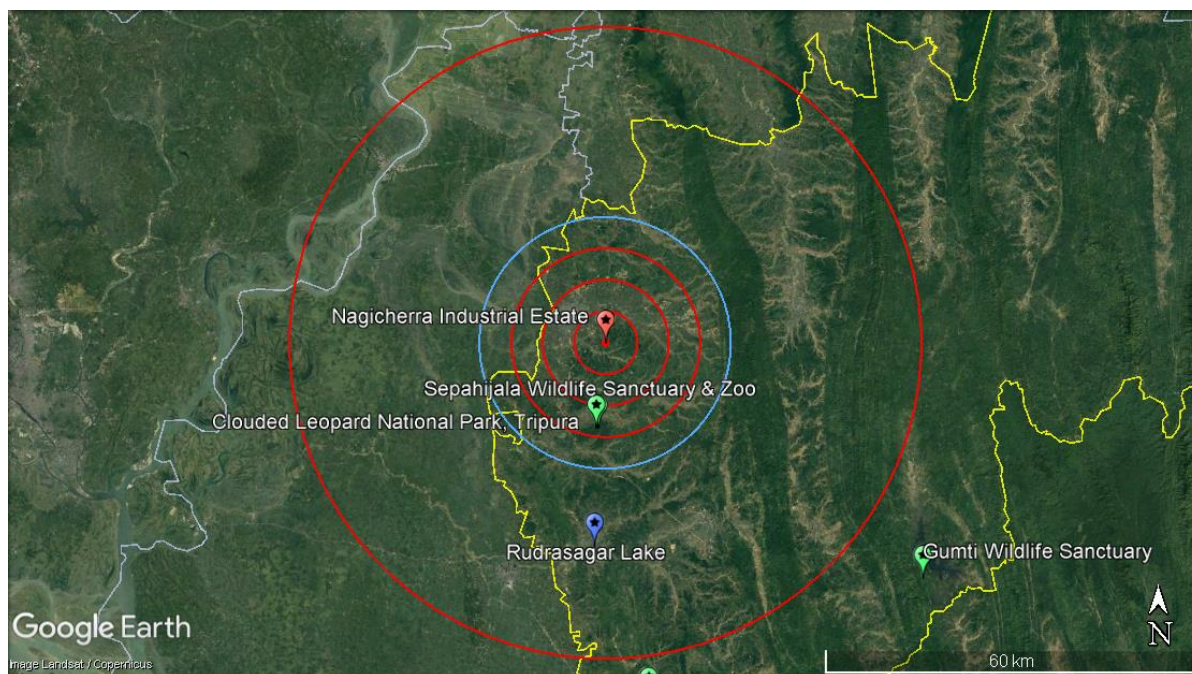 Nagicherra Industrial Estate
Sepahijala Wildlife Sanctuary & Zoo
Clouded Leopard National Park, Tripura
Rudrasagar Lake
Gumti Wildlife Sanctuary
Google Earth
N
Image Landsat / Copernicus
60 km